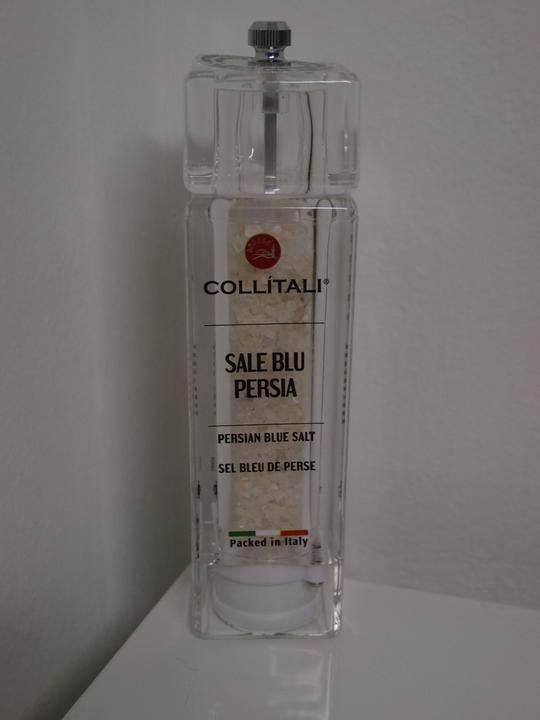 COLLÍTALI®
SALE BLU
PERSIA
PERSIAN BLUE SALT
SEL BLEU DE PERSE
Packed in Italy